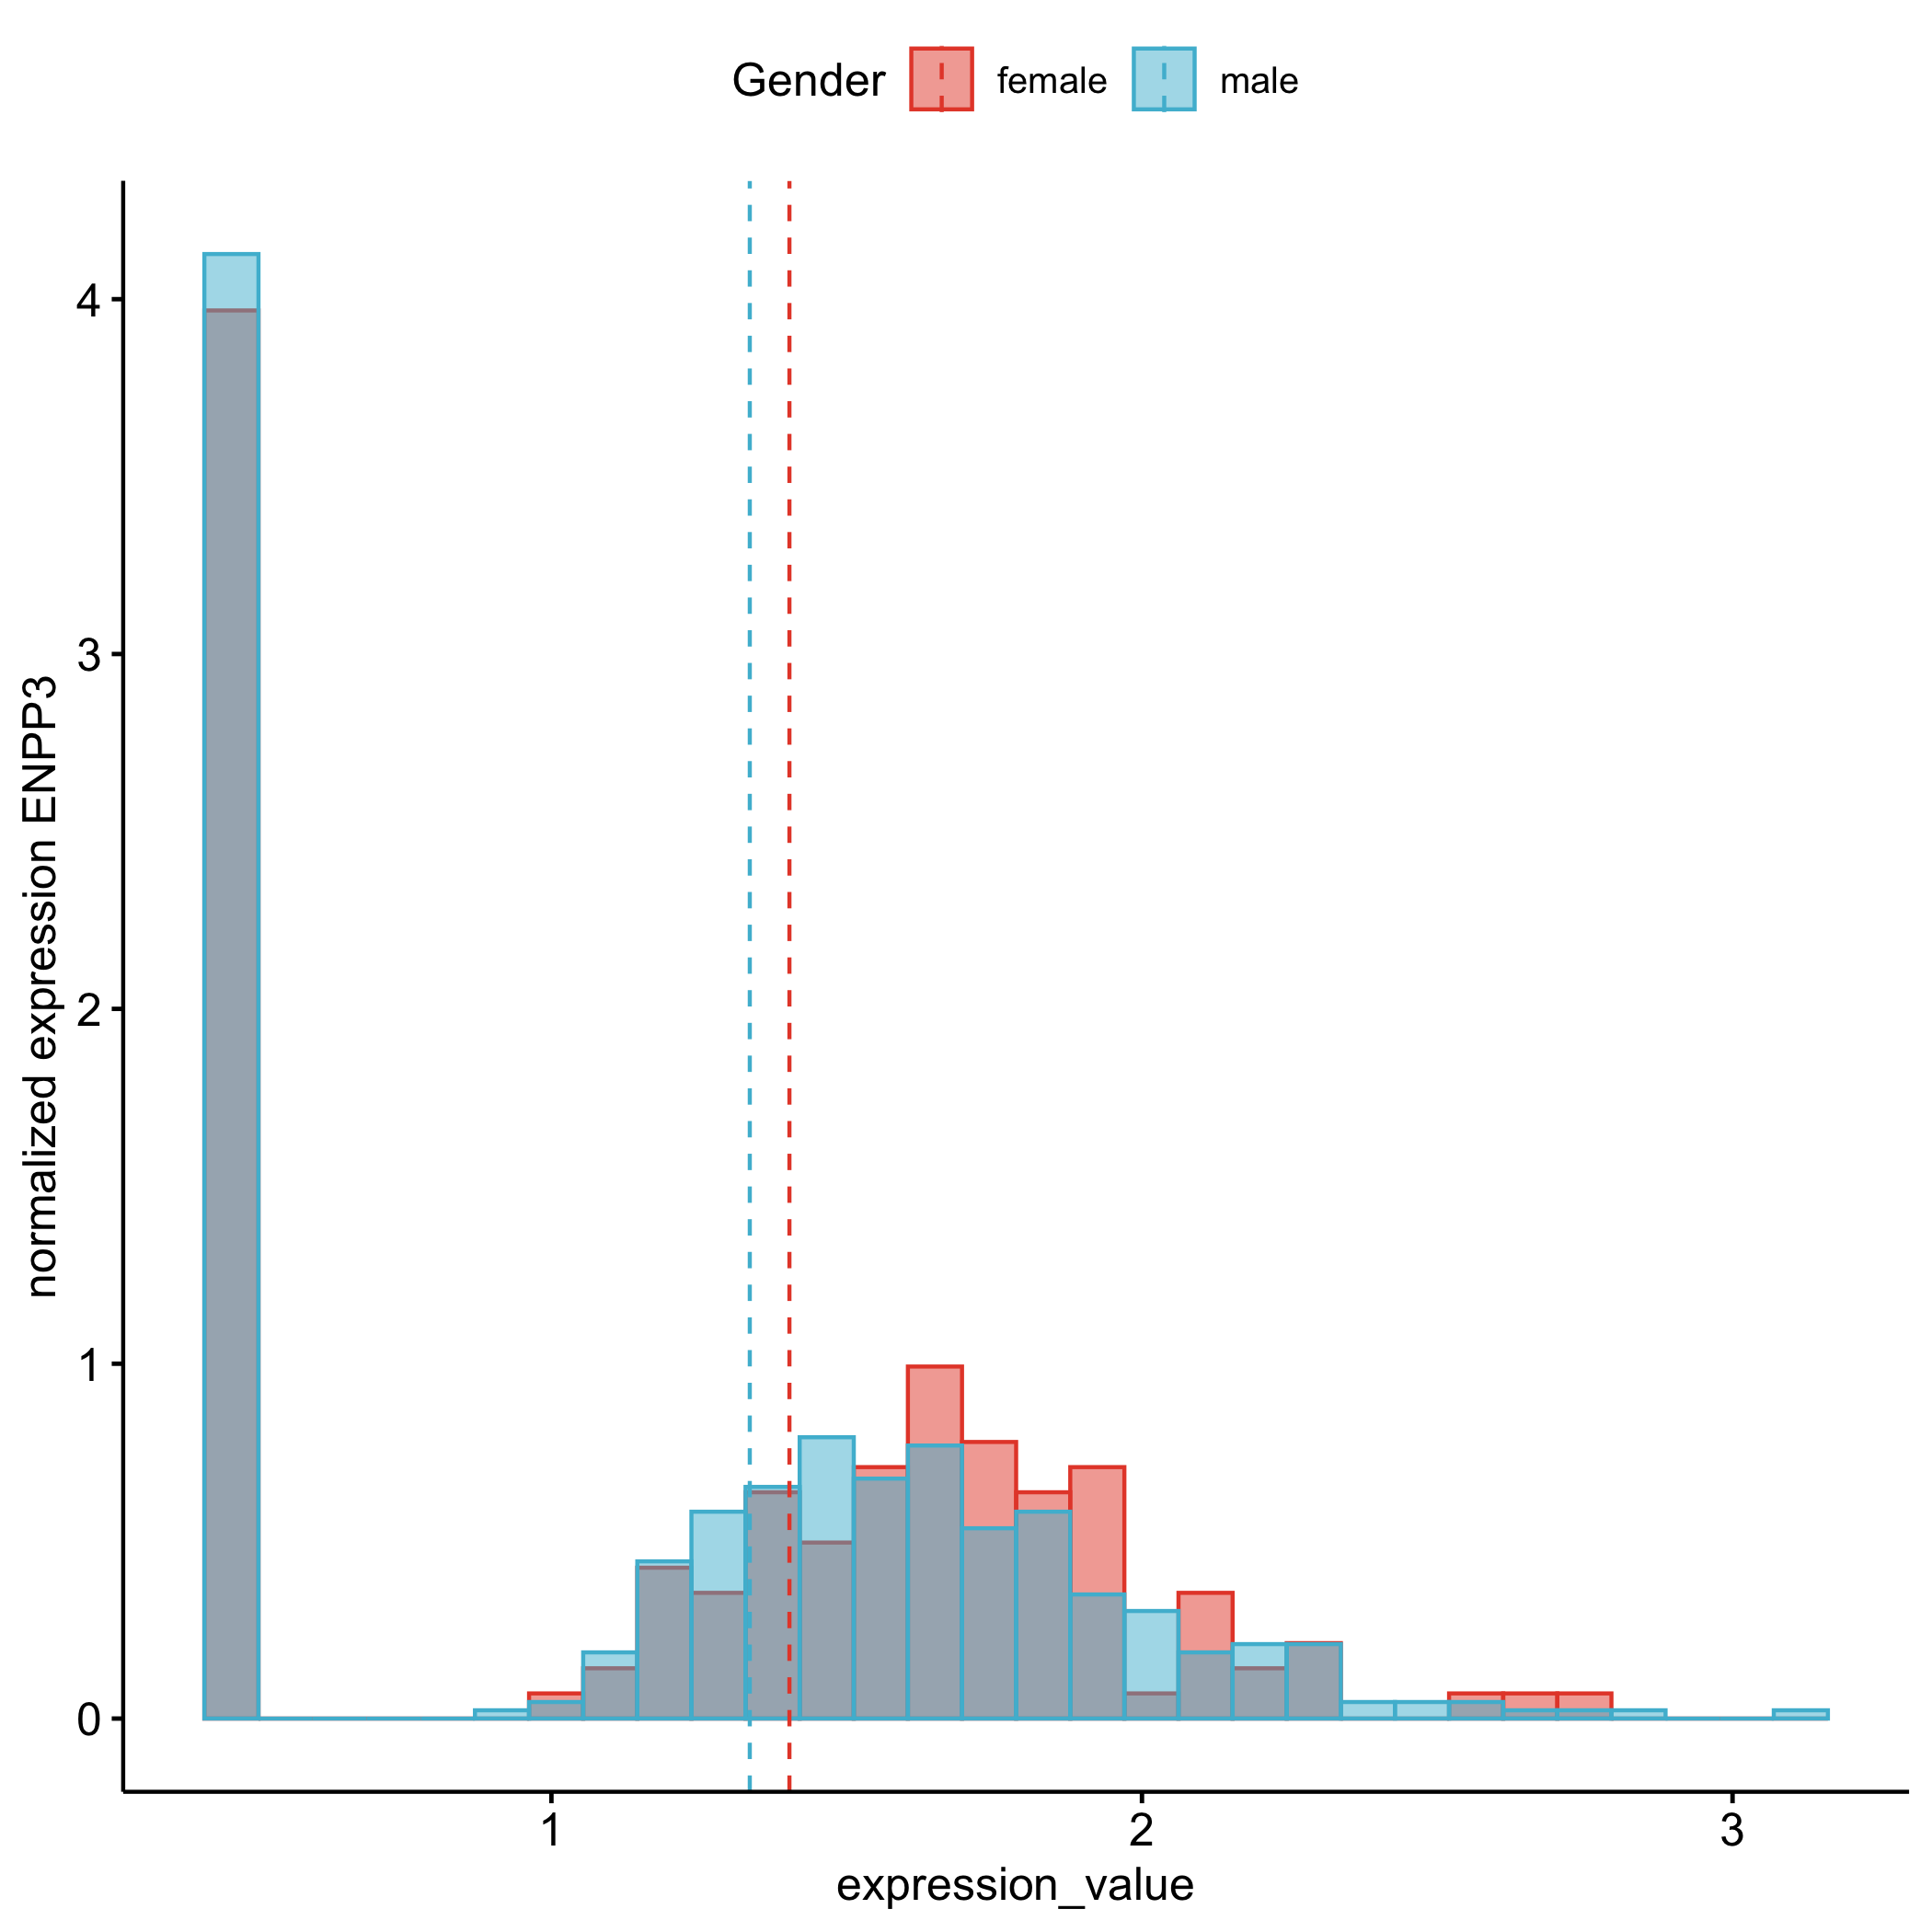 Gender female male
normalized expression ENPP3
4
3
2
1
0
1 2 3
expression_value